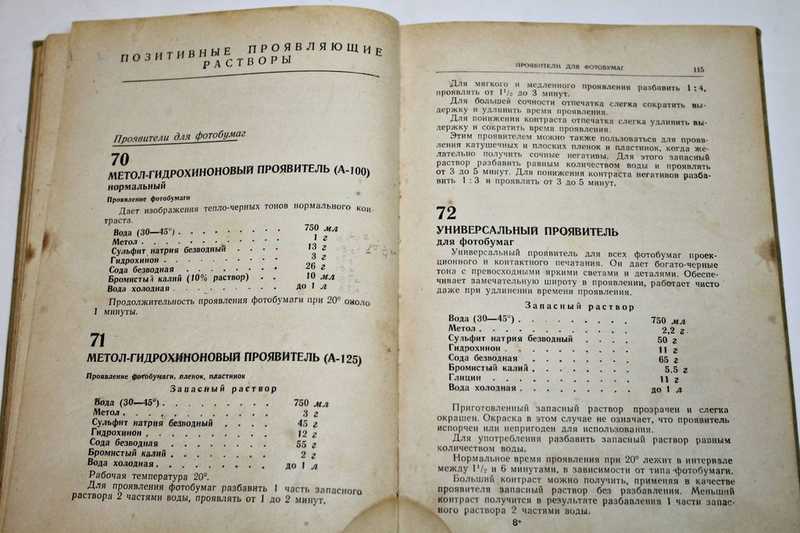 ПОЗИТИВНЫЕ ПРОЯВЛЯЮЩИЕ
РАСТВОРЫ
Проявители для фотобумаг
70
МЕТОЛ-ГИДРОХИНОНОВЫЙ ПРОЯВИТЕЛЬ (А-100)
нормальный
Проявление фотобумаги
Дает изображения тепло-черных тонов нормального кон-
траста.
Вода (30—45°) . . . . . . . . . 750 мл
Метол . . . . . . . . . . . . 1 г
Сульфит натрия безводный . . . . 13 г
Гидрохинон . . . . . . . . . . 3 г
Сода безводная . . . . . . . . 26 г
Бромистый калий (10% раствор) . . 10 мл
Вода холодная . . . . . . . . . до 1 л
Продолжительность проявления фотобумаги при 20° около
1 минуты.
71
МЕТОЛ-ГИДРОХИНОНОВЫЙ ПРОЯВИТЕЛЬ (А-125)
Проявление фотобумаги, пленок, пластинок
Запасный раствор
Вода (30—45°) . . . . . . . . . 750 мл
Метол . . . . . . . . . . . . 3 г
Сульфит натрия безводный . . . . 45 г
Гидрохинон . . . . . . . . . . 12 г
Сода безводная . . . . . . . . 55 г
Бромистый калий . . . . . . . . 2 г
Вода холодная . . . . . . . . . до 1 л
Рабочая температура 20°.
Для проявления фотобумаг разбавить 1 часть запасного
раствора 2 частями воды, проявлять от 1 до 2 минут.
ПРОЯВИТЕЛИ ДЛЯ ФОТОБУМАГ 115
Для мягкого и медленного проявления разбавить 1 : 4,
проявлять от 1½ до 3 минут.
Для большей сочности отпечатка слегка сократить вы-
держку и удлинить время проявления.
Для понижения контраста отпечатка слегка удлинить вы-
держку и сократить время проявления.
Этим проявителем можно также пользоваться для прояв-
ления катушечных и плоских пленок и пластинок, когда же-
лательно получить сочные негативы. Для этого запасный
раствор разбавить равным количеством воды и проявлять
от 3 до 5 минут. Для понижения контраста негативов разба-
вить 1 : 3 и проявлять от 3 до 5 минут.
72
УНИВЕРСАЛЬНЫЙ ПРОЯВИТЕЛЬ
для фотобумаг
Универсальный проявитель для всех фотобумаг проек-
ционного и контактного печатания. Он дает богато-черные
тона с превосходными яркими светами и деталями. Обеспе-
чивает замечательную широту в проявлении, работает чисто
даже при удлинении времени проявления.
Запасный раствор
Вода (30—45°) . . . . . . . . . 750 мл
Метол . . . . . . . . . . . . 2,2 г
Сульфит натрия безводный . . . . 50 г
Гидрохинон . . . . . . . . . . 11 г
Сода безводная . . . . . . . . 65 г
Бромистый калий . . . . . . . . 5,5 г
Глицин . . . . . . . . . . . 11 г
Вода холодная . . . . . . . . . до 1 л
Приготовленный запасный раствор прозрачен и слегка
окрашен. Окраска в этом случае не означает, что проявитель
испорчен или непригоден для использования.
Для употребления разбавить запасный раствор равным
количеством воды.
Нормальное время проявления при 20° лежит в интервале
между 1½ и 6 минутами, в зависимости от типа фотобумаги.
Больший контраст можно получить, применяя в качестве
проявителя запасный раствор без разбавления. Меньший
контраст получится в результате разбавления 1 части запас-
ного раствора 2 частями воды.
8*